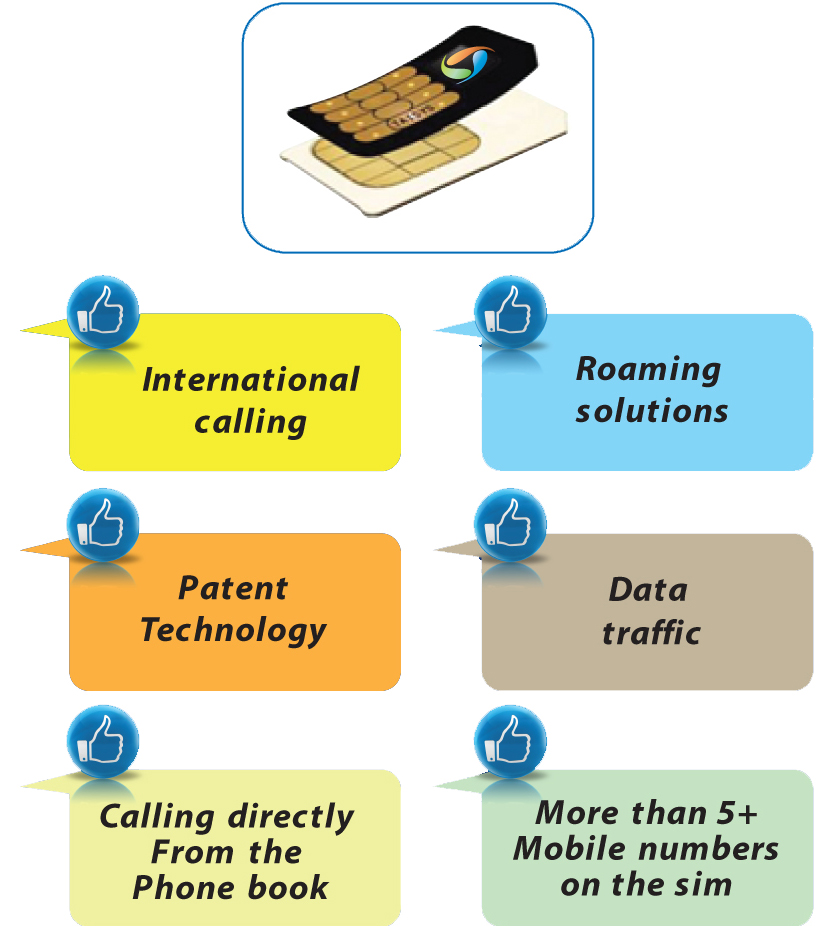 International
calling
Roaming
solutions
Patent
Technology
Data
traffic
Calling directly
From the
Phone book
More than 5+
Mobile numbers
on the sim